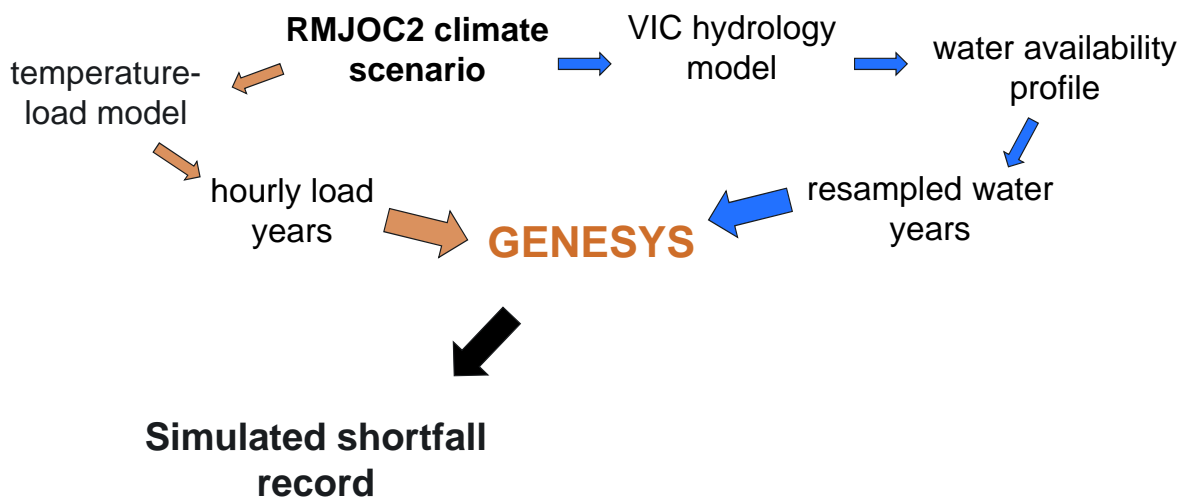 RMJOC2 climate
scenario
VIC hydrology
model
water availability
profile
temperature-
load model
hourly load
years
resampled water
years
GENESYS
Simulated shortfall
record